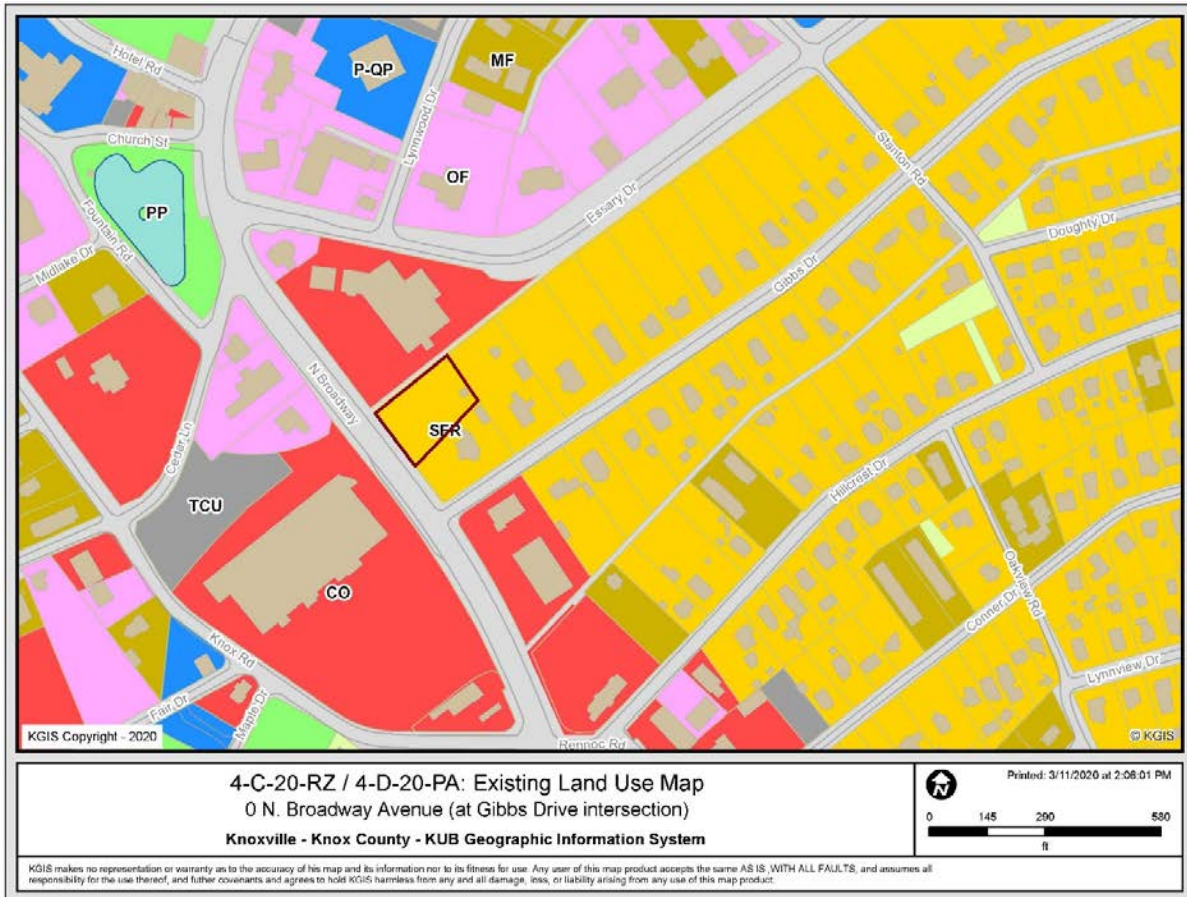 Hotel Rd
P-QP
MF
Lynnwood Dr
Church St
OF
Essary Dr
Stanton Rd
PP
Fountain Rd
Midlake Dr
Doughty Dr
Gibbs Dr
N Broadway
SFR
Cedar Ln
Hillcrest Dr
TCU
CO
Oakview Rd
Conner Dr
Knox Rd
Fair Dr
Maple Dr
Lynnview Dr
Rennoc Rd
KGIS Copyright - 2020
© KGIS
4-C-20-RZ / 4-D-20-PA: Existing Land Use Map
0 N. Broadway Avenue (at Gibbs Drive intersection)
Knoxville - Knox County - KUB Geographic Information System
N
Printed: 3/11/2020 at 2:06:01 PM
0 145 290 580
ft
KGIS makes no representation or warranty as to the accuracy of his map and its information nor to its fitness for use. Any user of this map product accepts the same AS IS ,WITH ALL FAULTS, and assumes all
responsibility for the use thereof, and futher covenants and agrees to hold KGIS harmless from any and all damage, loss, or liability arising from any use of this map product.